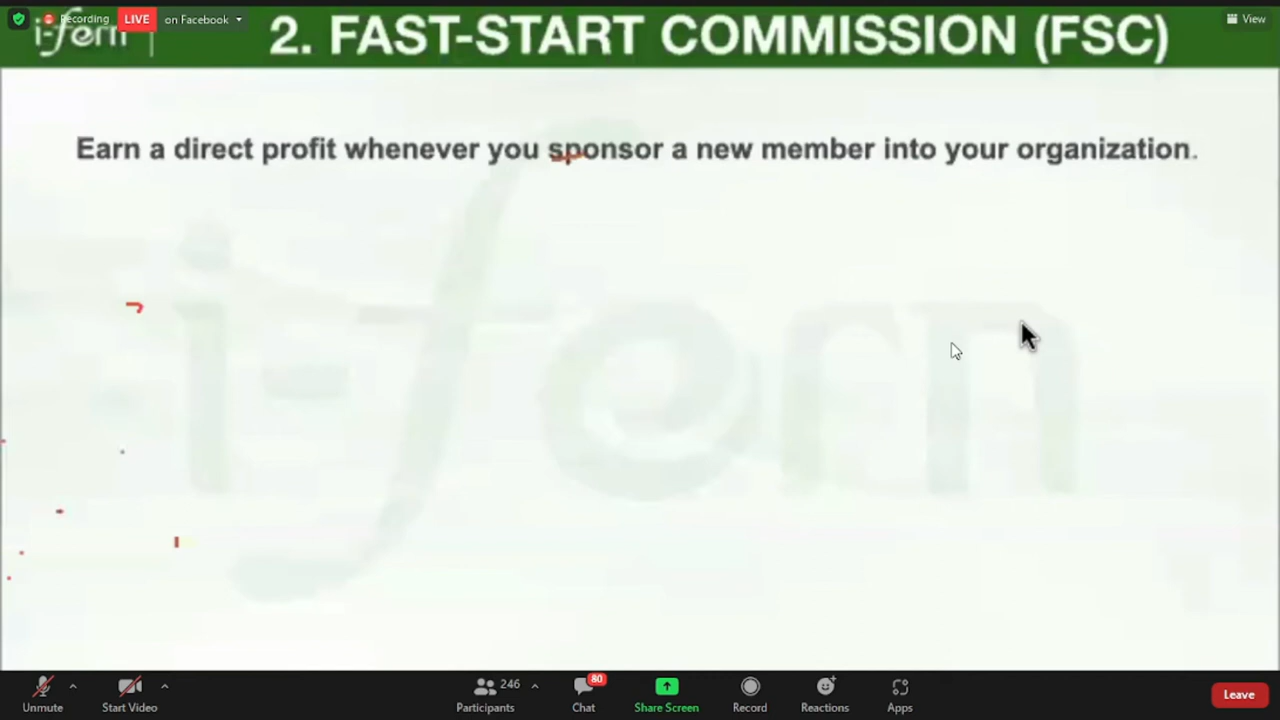 Recording LIVE on Facebook View
i-fern 2. FAST-START COMMISSION (FSC)
Earn a direct profit whenever you sponsor a new member into your organization.
i-fern
246 80
Unmute Start Video Participants Chat Share Screen Record Reactions Apps Leave